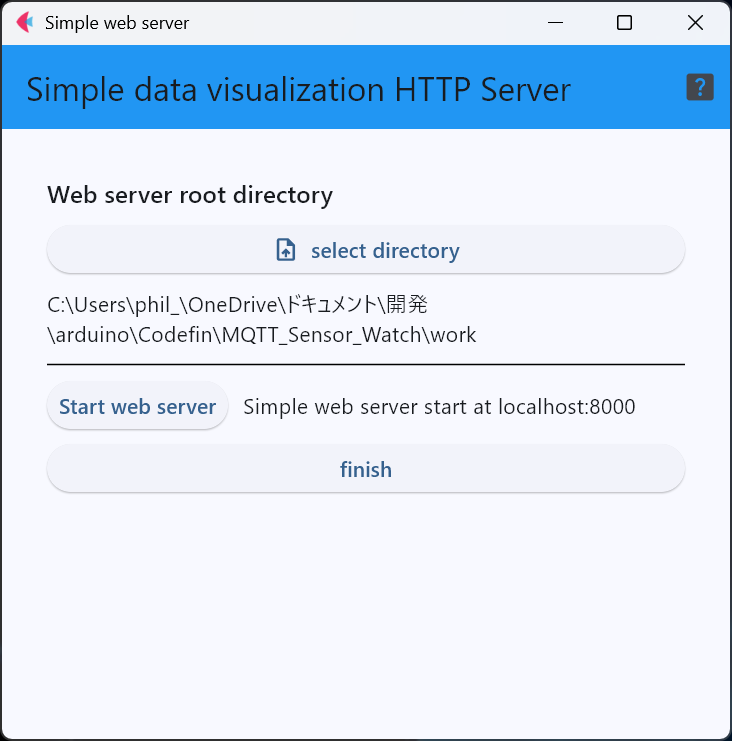 Simple web server
Simple data visualization HTTP Server
?
Web server root directory
select directory
C:\Users\phil_\OneDrive\ドキュメント\開発
\arduino\Codefin\MQTT_Sensor_Watch\work
Start web server Simple web server start at localhost:8000
finish